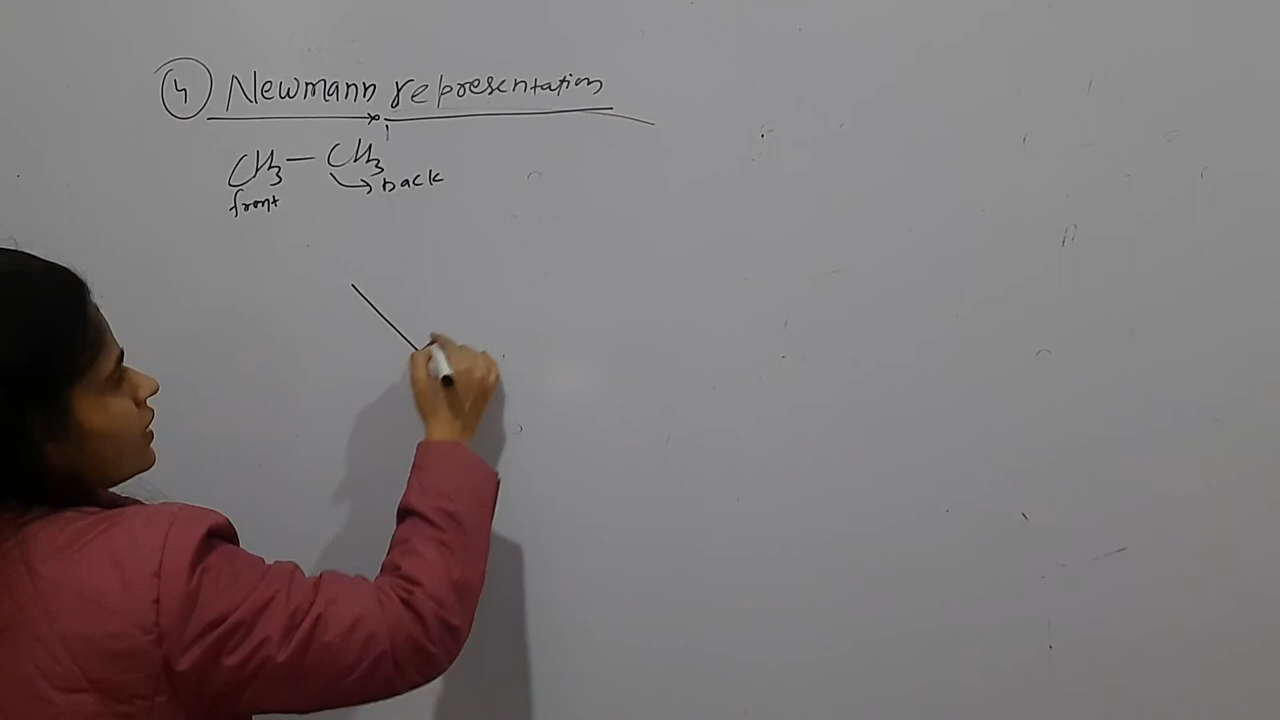 4 Newmann representation
CH3 — CH3
front back